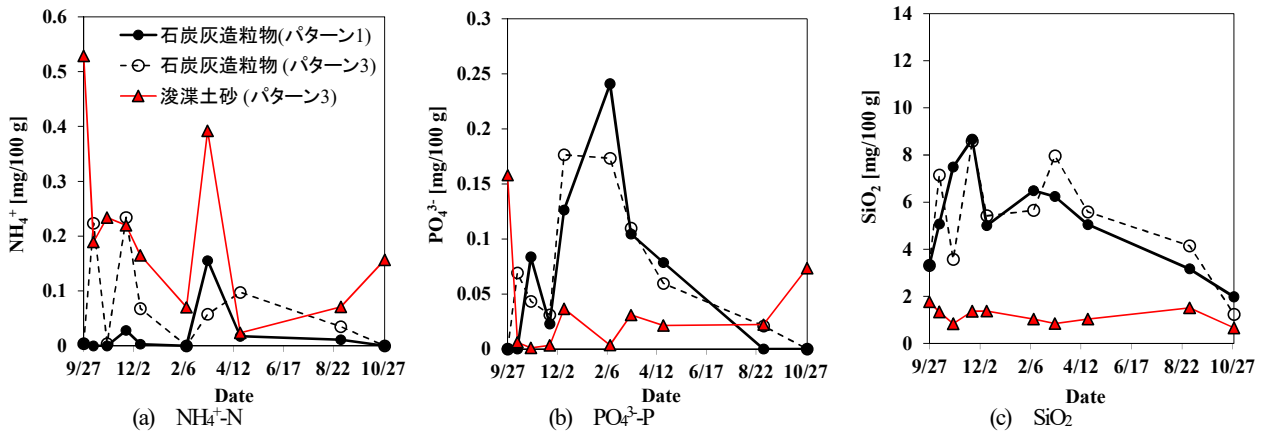 0.6
0.5
0.4
0.3
0.2
0.1
0
NH₄⁺ [mg/100 g]
石炭灰造粒物(パターン1)
石炭灰造粒物 (パターン3)
浚渫土砂 (パターン3)
9/27 12/2 2/6 4/12 6/17 8/22 10/27
Date
(a) NH₄⁺-N
0.3
0.25
0.2
0.15
0.1
0.05
0
PO₄³⁻ [mg/100 g]
9/27 12/2 2/6 4/12 6/17 8/22 10/27
Date
(b) PO₄³-P
14
12
10
8
6
4
2
0
SiO₂ [mg/100 g]
9/27 12/2 2/6 4/12 6/17 8/22 10/27
Date
(c) SiO₂